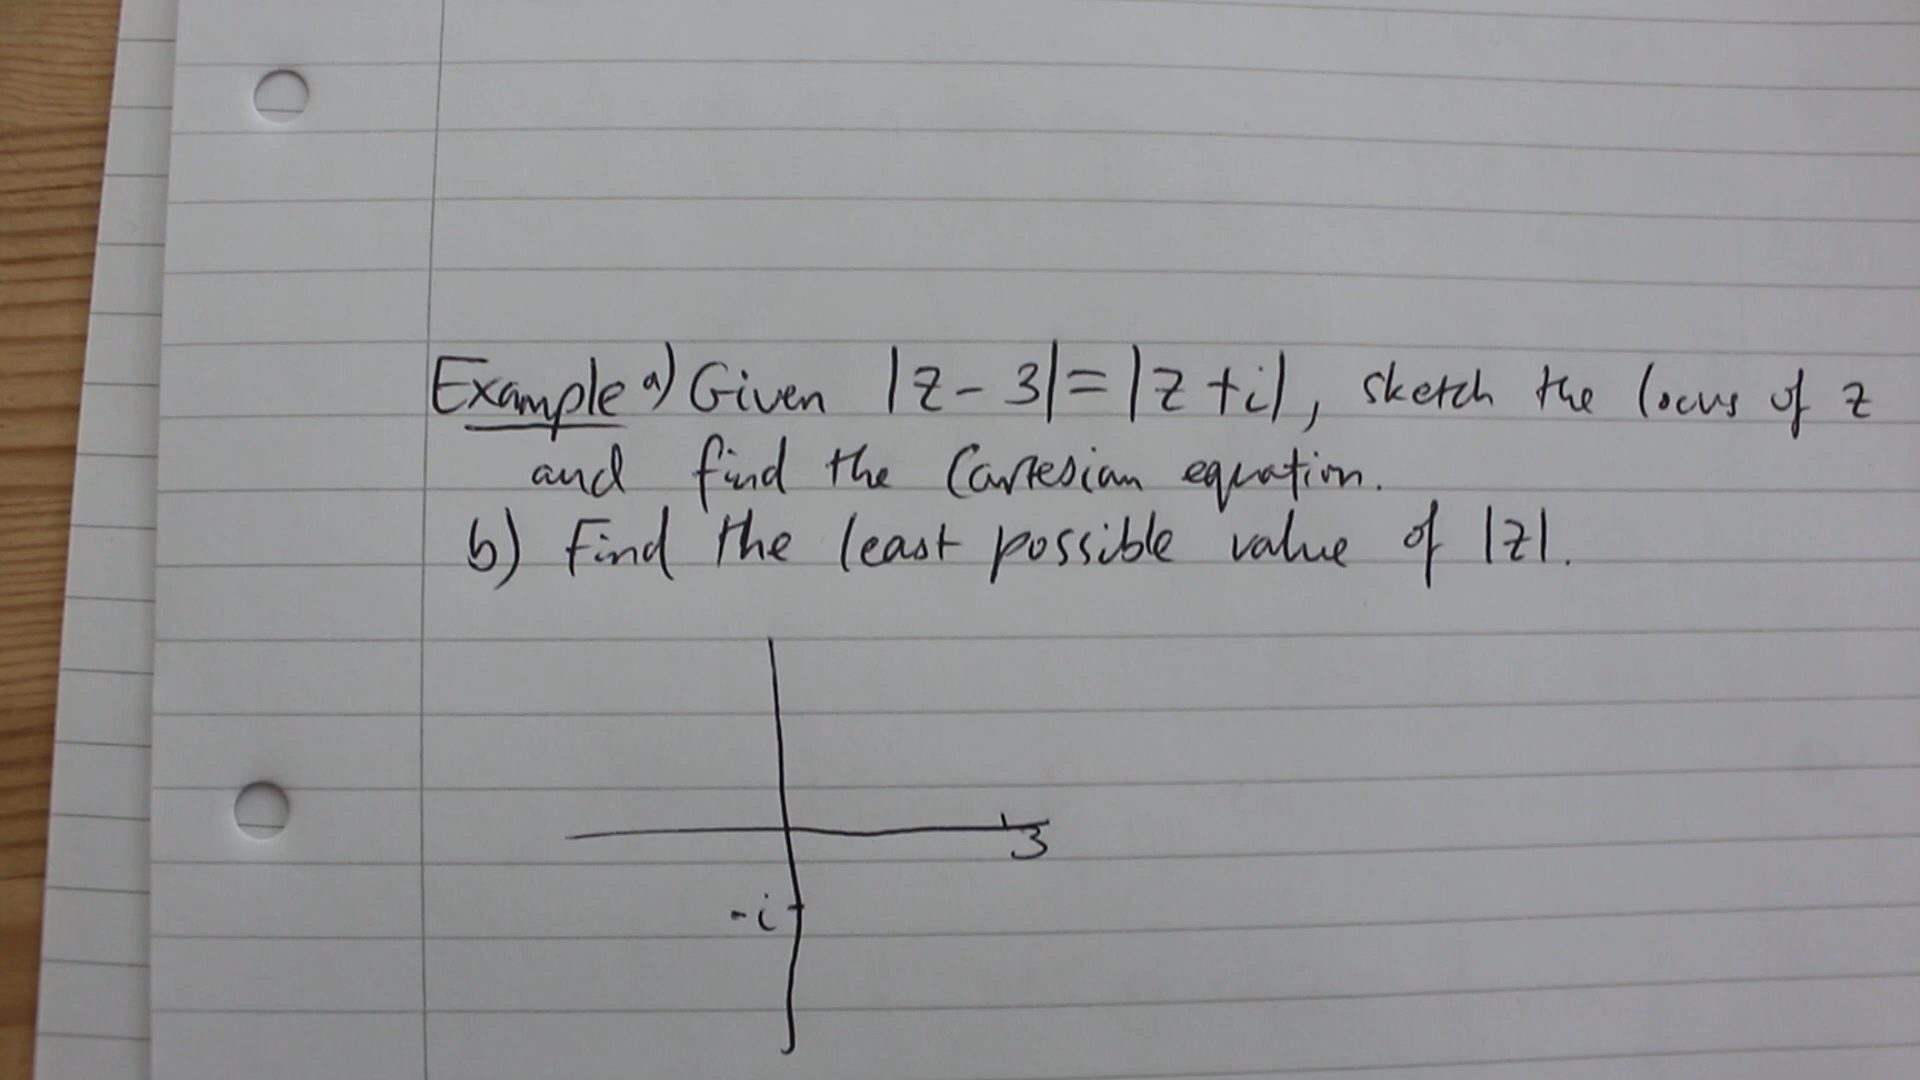 Example a) Given |z - 3| = |z + i|, sketch the locus of z
and find the Cartesian equation.
b) Find the least possible value of |z|.
3
-i